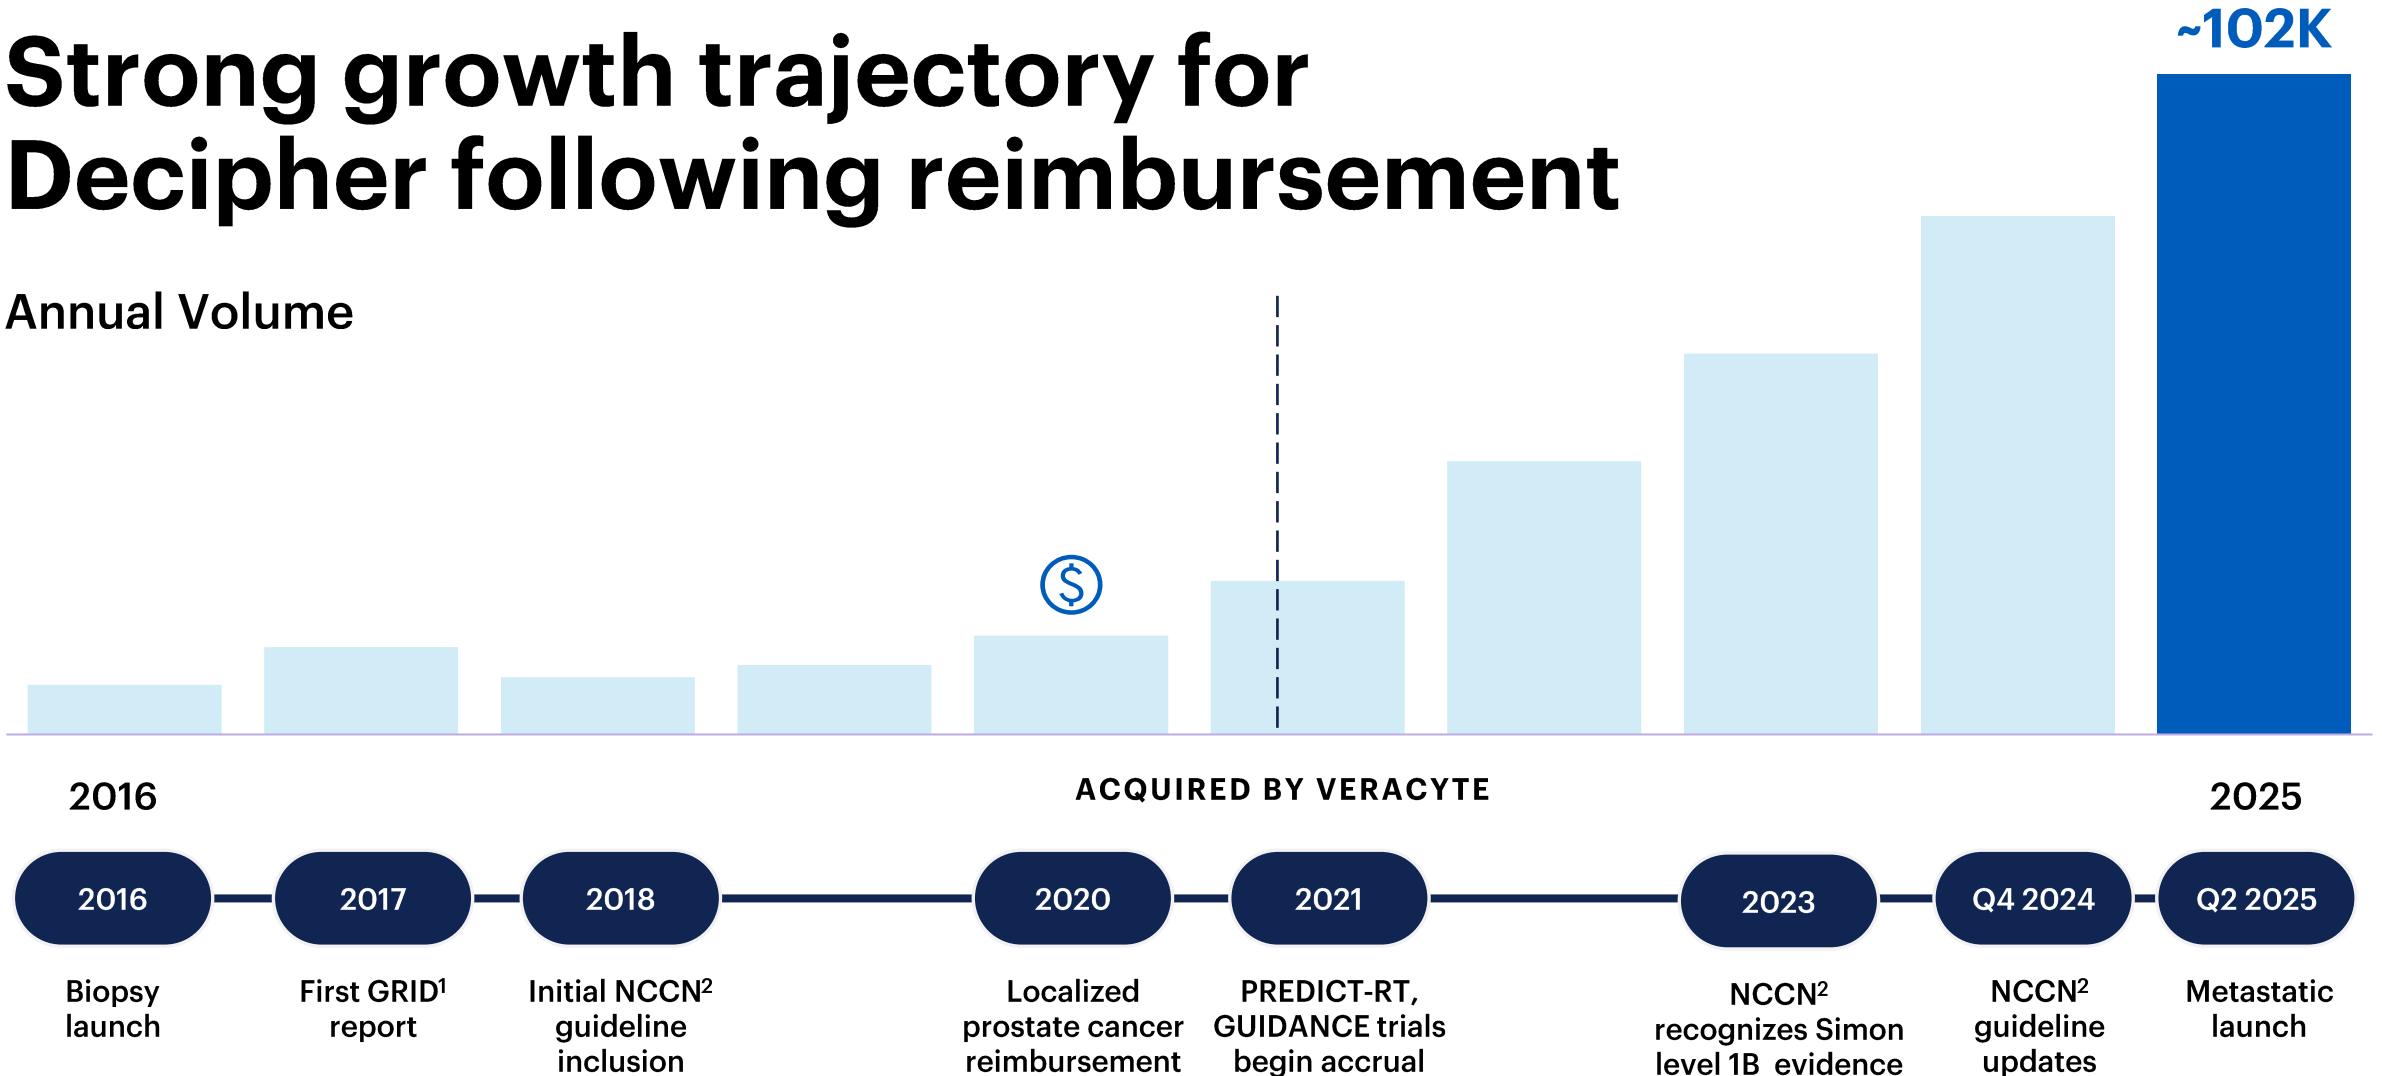 ~102K
Strong growth trajectory for
Decipher following reimbursement
Annual Volume
$
2016
ACQUIRED BY VERACYTE
2025
2016
2017
2018
2020
2021
2023
Q4 2024
Q2 2025
Biopsy
launch
First GRID¹
report
Initial NCCN²
guideline
inclusion
Localized
prostate cancer
reimbursement
PREDICT-RT,
GUIDANCE trials
begin accrual
NCCN²
recognizes Simon
level 1B evidence
NCCN²
guideline
updates
Metastatic
launch